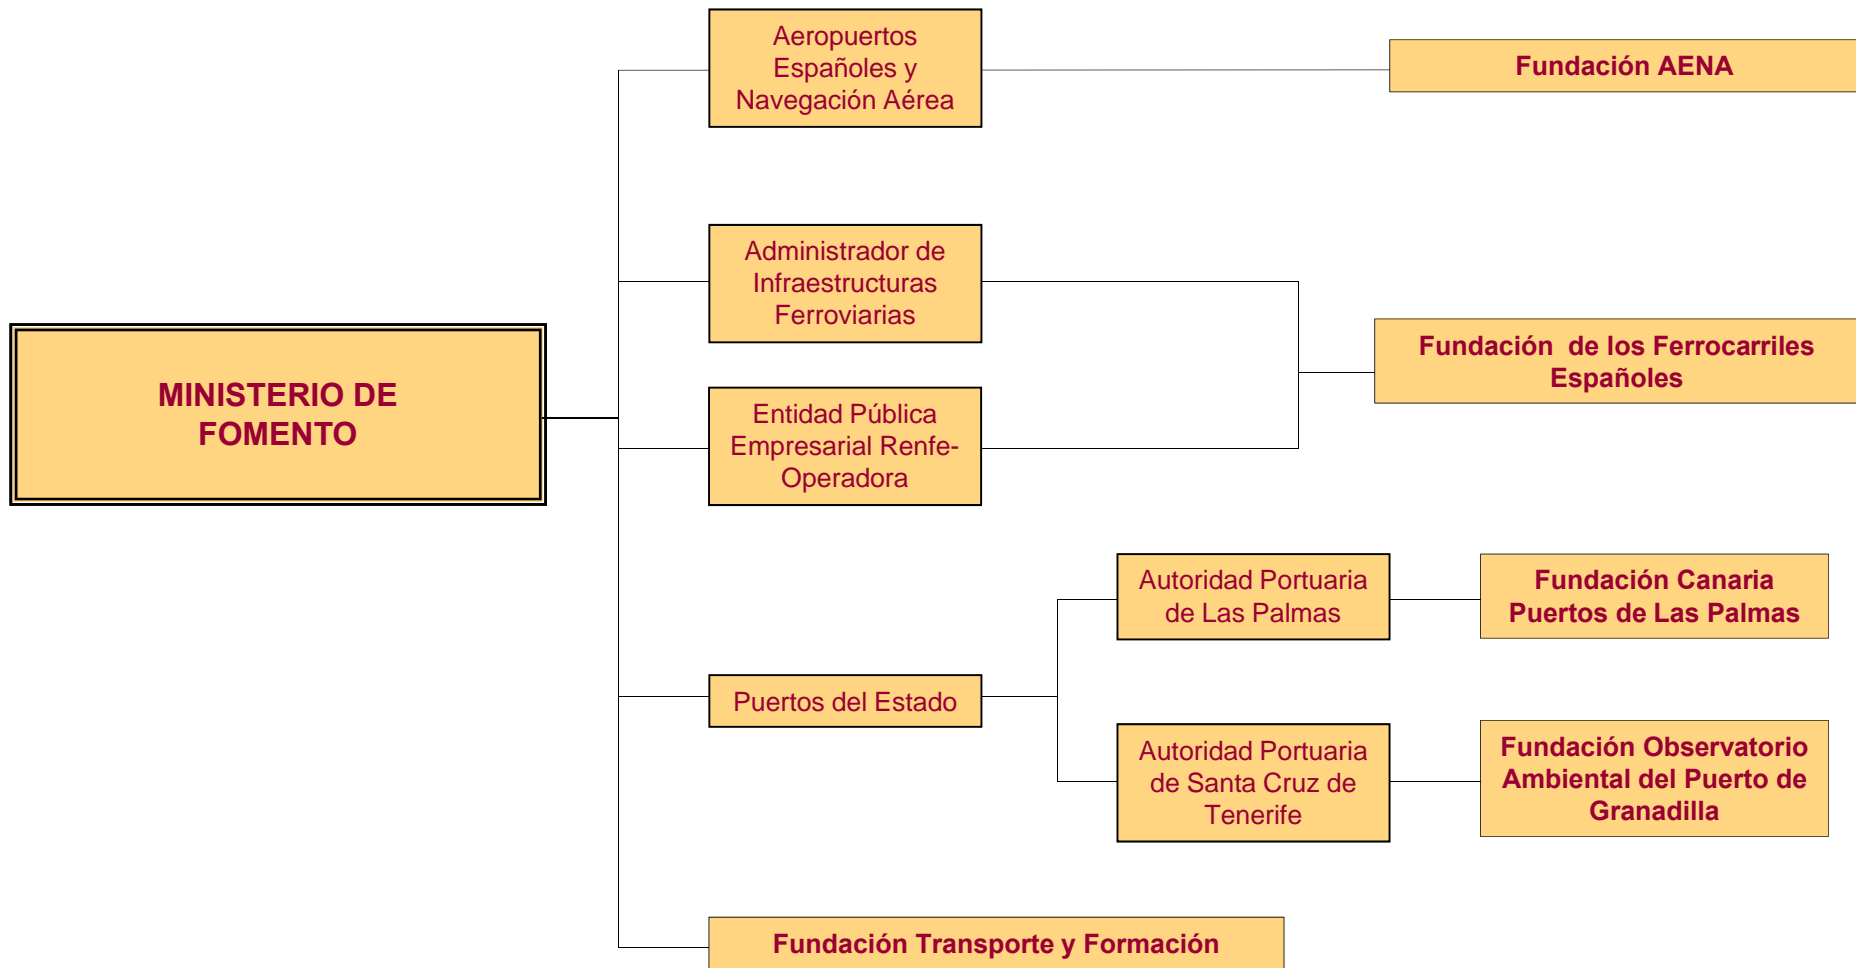 Aeropuertos
Españoles y
Navegación Aérea
Fundación AENA
Administrador de
Infraestructuras
Ferroviarias
Fundación  de los Ferrocarriles
Españoles
MINISTERIO DE
FOMENTO
Entidad Pública
Empresarial Renfe-
Operadora
Autoridad Portuaria
de Las Palmas
Fundación Canaria
Puertos de Las Palmas
Puertos del Estado
Autoridad Portuaria
de Santa Cruz de
Tenerife
Fundación Observatorio
Ambiental del Puerto de
Granadilla
Fundación Transporte y Formación